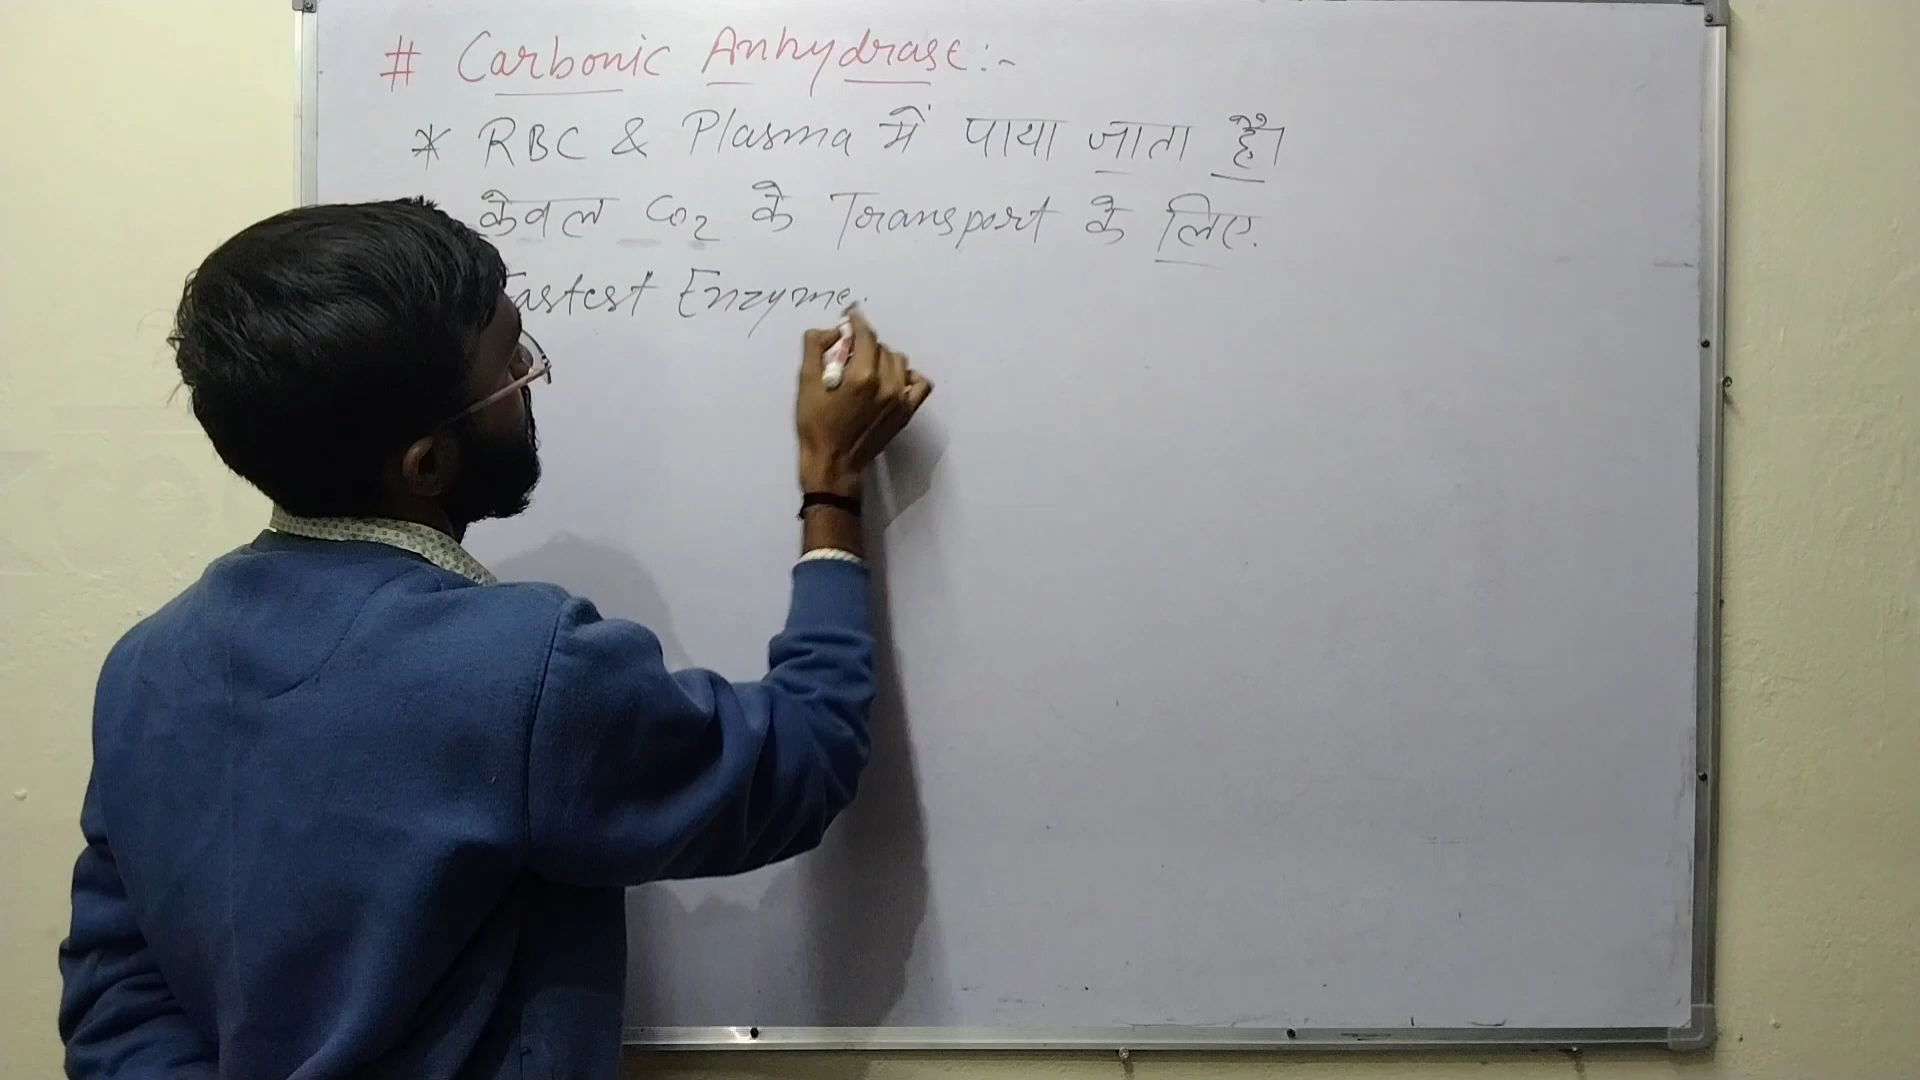 # Carbonic Anhydrase:-
* RBC & Plasma में पाया जाता है।
केवल CO2 के Transport के लिए.
Fastest Enzyme.